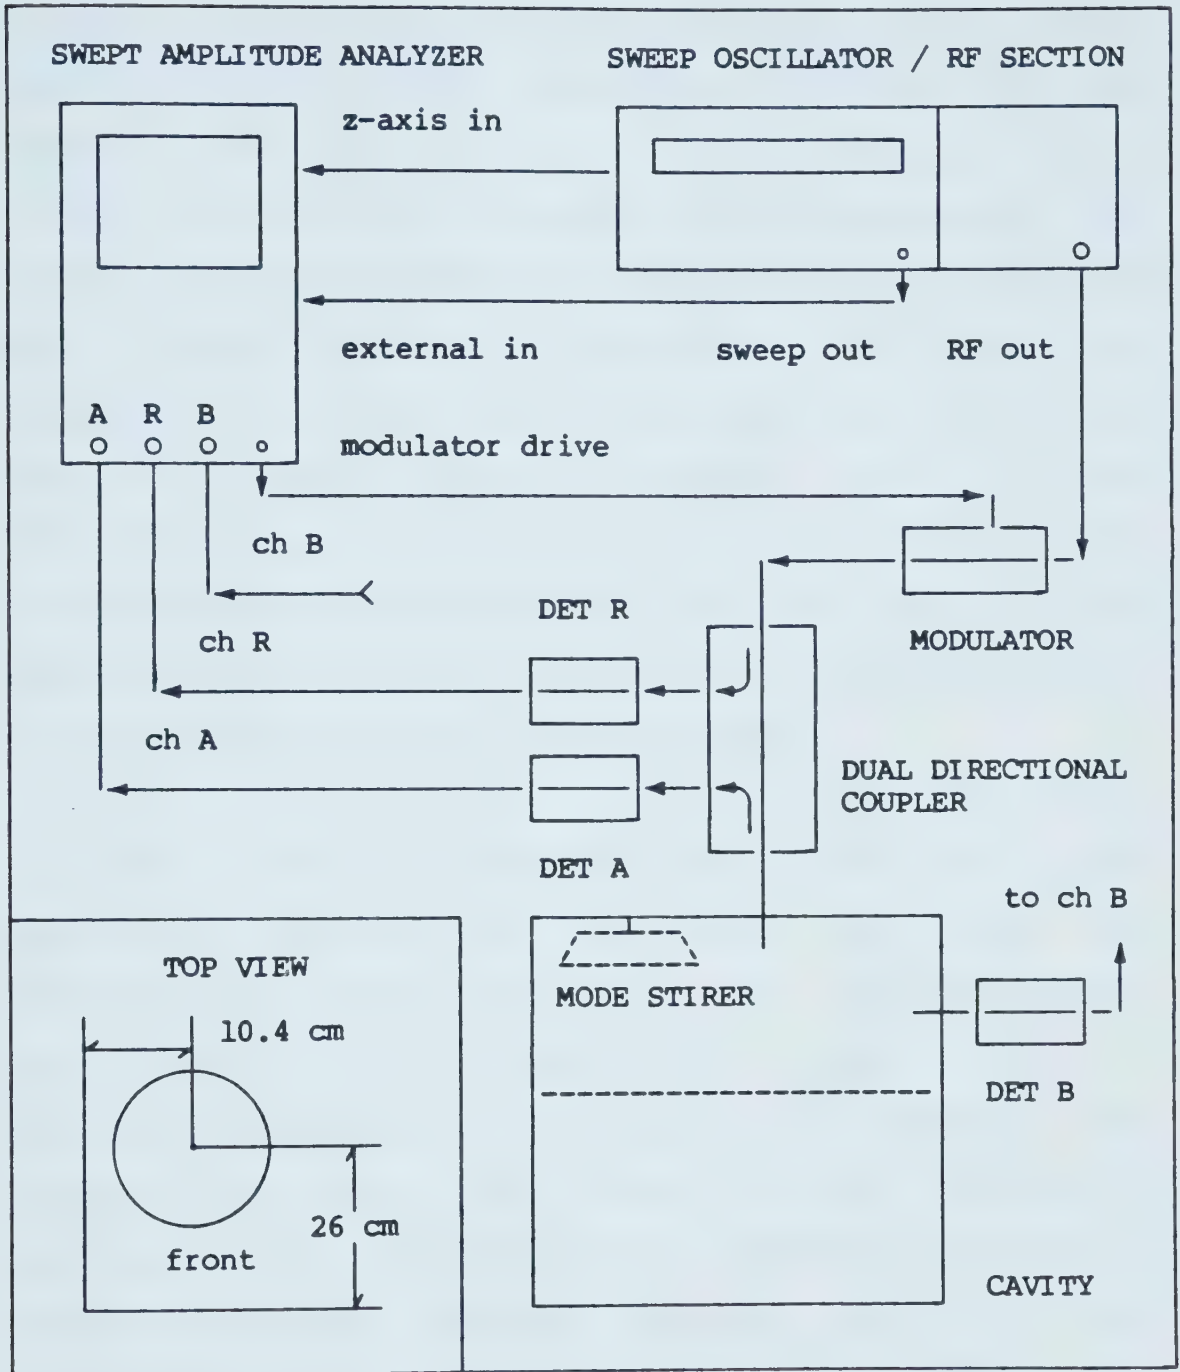 SWEPT AMPLITUDE ANALYZER
SWEEP OSCILLATOR / RF SECTION
z-axis in
external in
sweep out
RF out
A R B
modulator drive
ch B
DET R
MODULATOR
ch R
ch A
DUAL DIRECTIONAL
COUPLER
DET A
to ch B
TOP VIEW
MODE STIRER
10.4 cm
DET B
26 cm
front
CAVITY